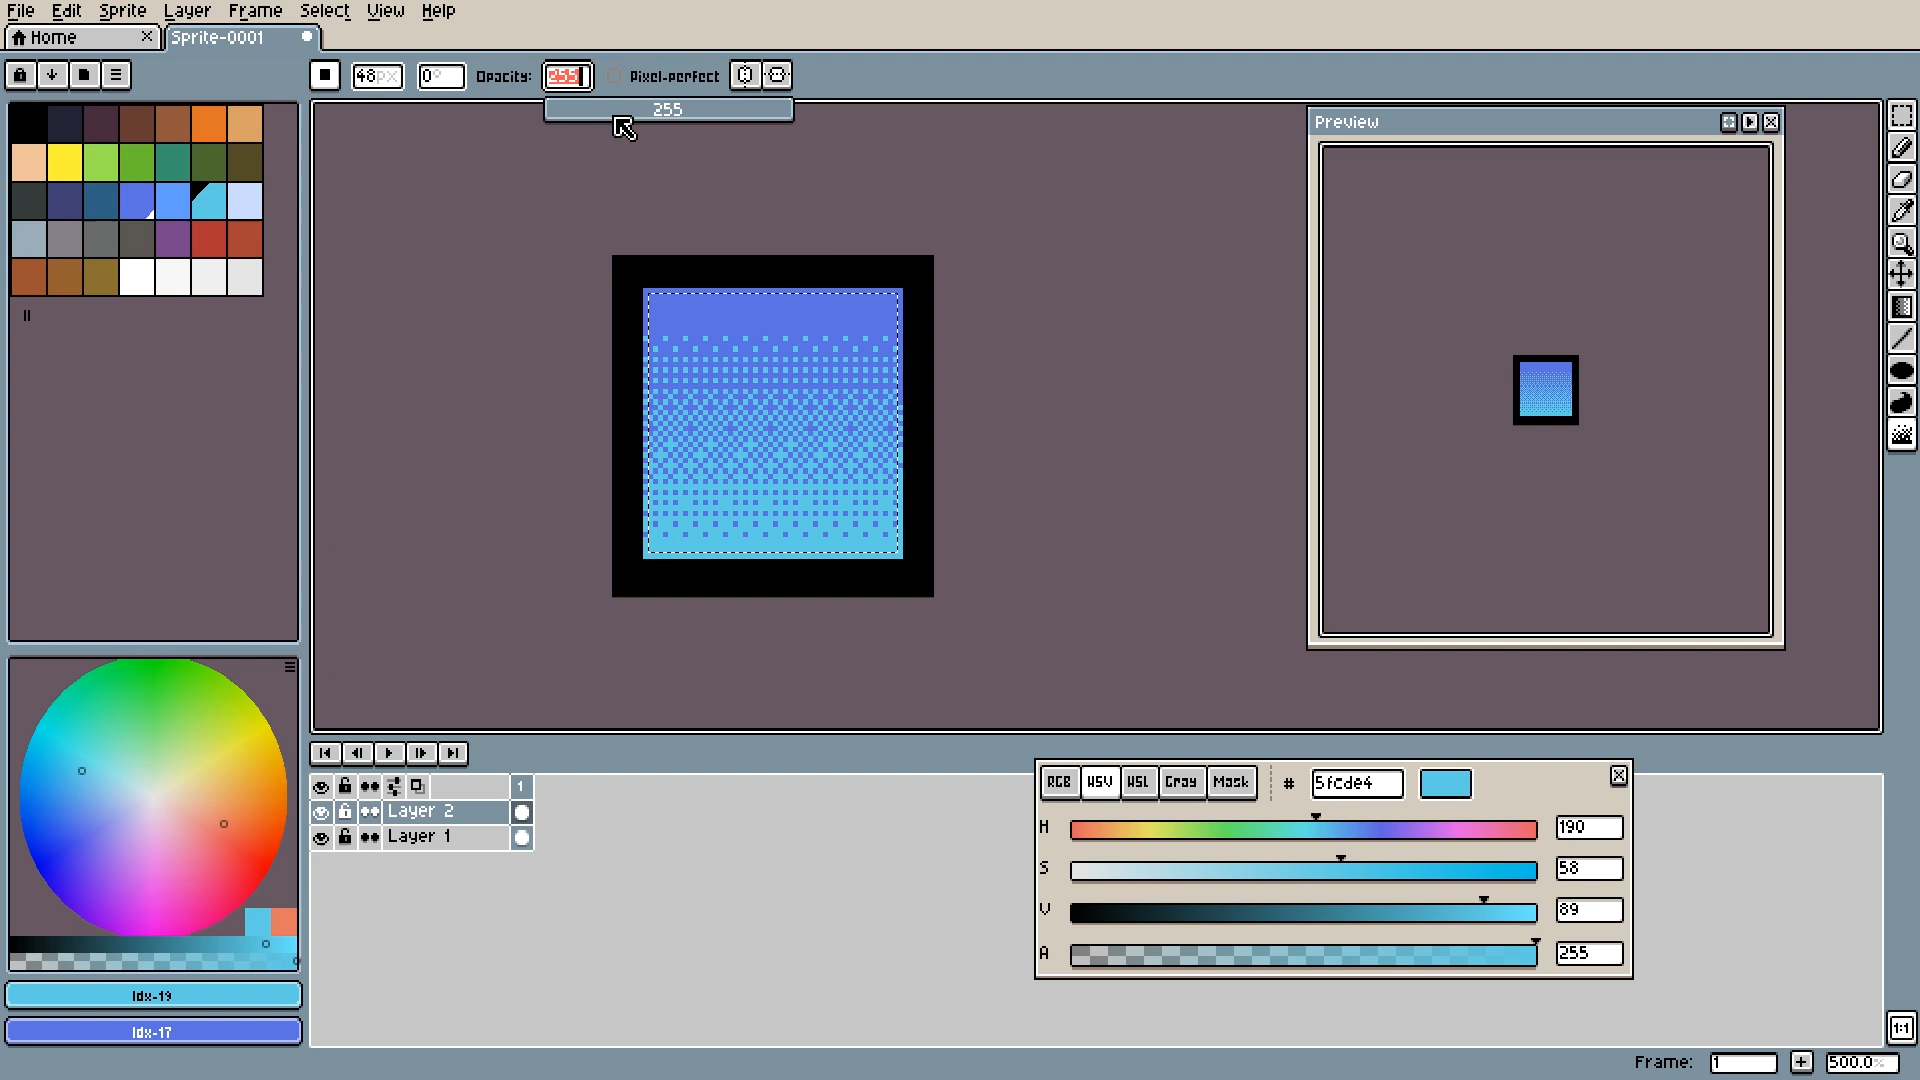 File Edit Sprite Layer Frame Select View Help
Home Sprite-0001
48px 0° Opacity: 255 Pixel-perfect
255
Preview
1
Layer 2
Layer 1
RGB HSV HSL Gray Mask # 5fcde4
H 190
S 58
V 89
A 255
Idx-19
Idx-17
1:1
Frame: 1 + 500.0%